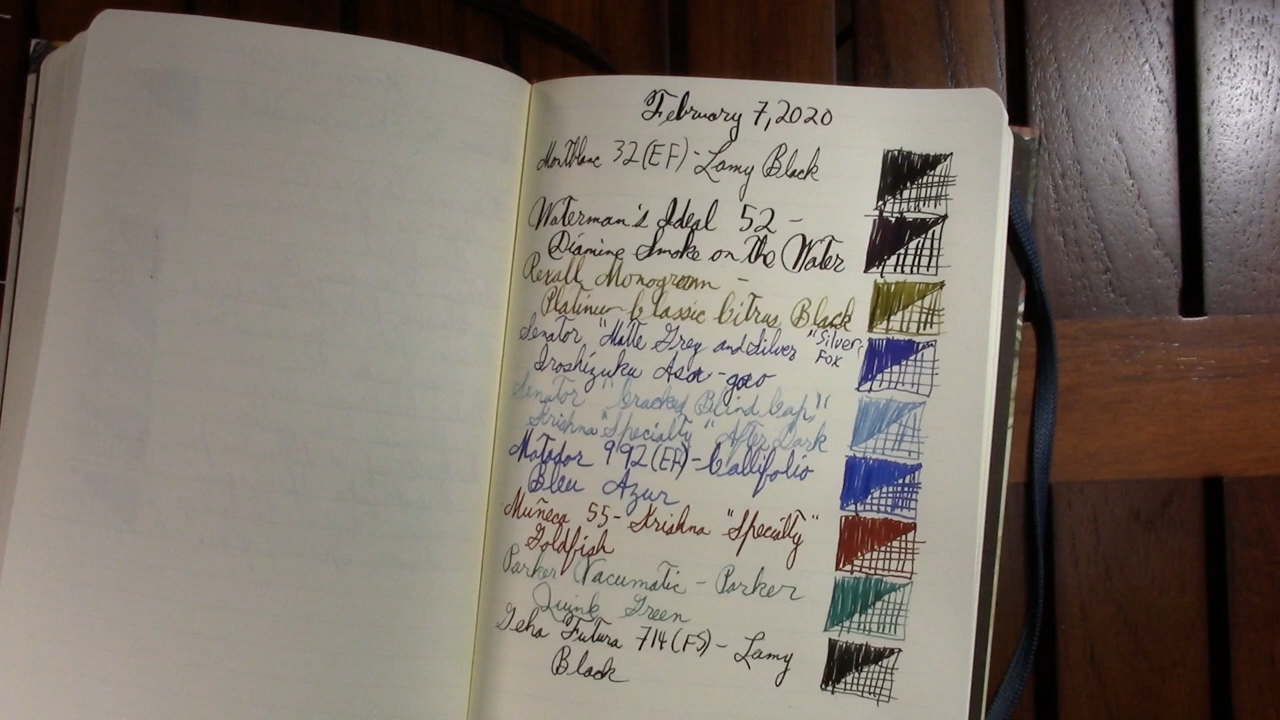 February 7, 2020
Montblanc 32 (EF) - Lamy Black
Waterman's Ideal 52 -
Diamine Smoke on the Water
Rexall Monogram -
Platinum Classic Citrus Black
Senator "Matte Grey and Silver "Silver
Fox
Iroshizuku Asa-gao
Senator "Cracked Blind Cap"
Krishna "Specialty" After Dark
Matador 992 (EF) - Callifolio
Bleu Azur
Muñeca 55 - Krishna "Specialty"
Goldfish
Parker Vacumatic - Parker
Quink Green
Geha Futura 714 (FS) - Lamy
Black